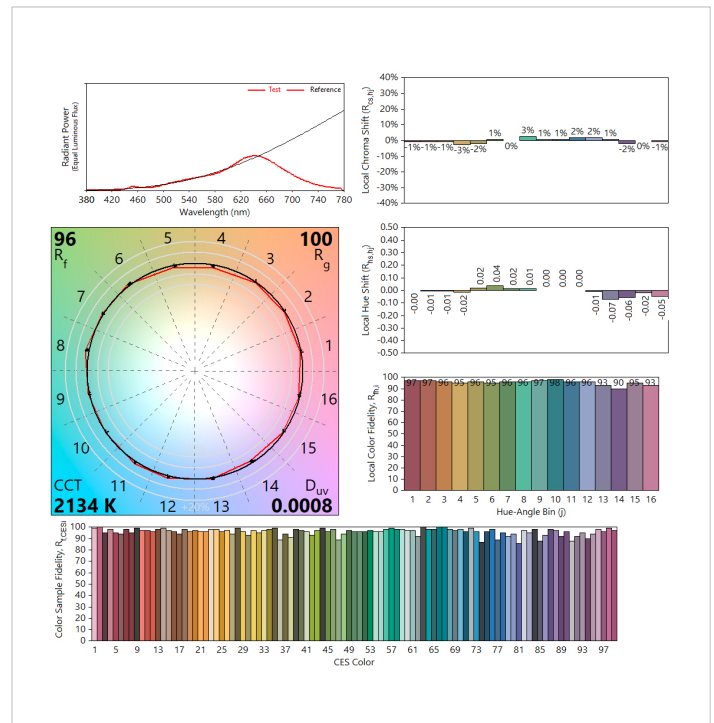 Radiant Power
(Equal Luminous Flux)
Test Reference
380 420 460 500 540 580 620 660 700 740 780
Wavelength (nm)
Local Chroma Shift (Rcs,hj)
40%
30%
20%
10%
0%
-10%
-20%
-30%
-40%
-1% -1% -1% -3% -2% 1% 0% 3% 1% 1% 2% 2% 1% -2% 0% -1%
96
Rf
100
Rg
1
2
3
4
5
6
7
8
9
10
11
12
13
14
15
16
+20%
CCT
2134 K
Duv
0.0008
Local Hue Shift (Rhs,hj)
0.50
0.40
0.30
0.20
0.10
0.00
-0.10
-0.20
-0.30
-0.40
-0.50
-0.00 -0.01 -0.01 -0.02 0.02 0.04 0.02 0.01 0.00 0.00 0.00 -0.01 -0.07 -0.06 -0.02 -0.05
Local Color Fidelity, Rfh,i
100
90
80
70
60
50
40
30
20
10
0
97 97 96 95 96 95 96 96 97 98 96 96 93 90 95 93
1 2 3 4 5 6 7 8 9 10 11 12 13 14 15 16
Hue-Angle Bin (j)
Color Sample Fidelity, Rf,CESi
100
90
80
70
60
50
40
30
20
10
0
1 5 9 13 17 21 25 29 33 37 41 45 49 53 57 61 65 69 73 77 81 85 89 93 97
CES Color